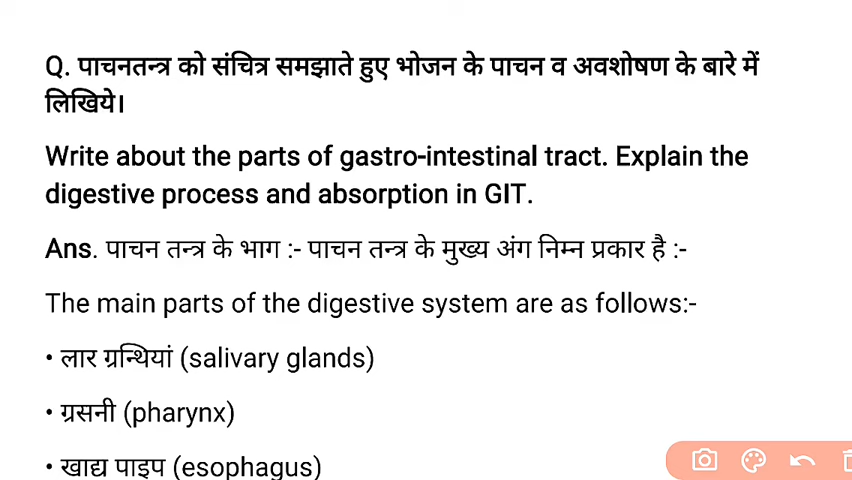 Q. पाचनतन्त्र को संचित्र समझाते हुए भोजन के पाचन व अवशोषण के बारे में
लिखिये।
Write about the parts of gastro-intestinal tract. Explain the
digestive process and absorption in GIT.
Ans. पाचन तन्त्र के भाग :- पाचन तन्त्र के मुख्य अंग निम्न प्रकार है :-
The main parts of the digestive system are as follows:-
• लार ग्रन्थियां (salivary glands)
• ग्रसनी (pharynx)
• खाद्य पाइप (esophagus)